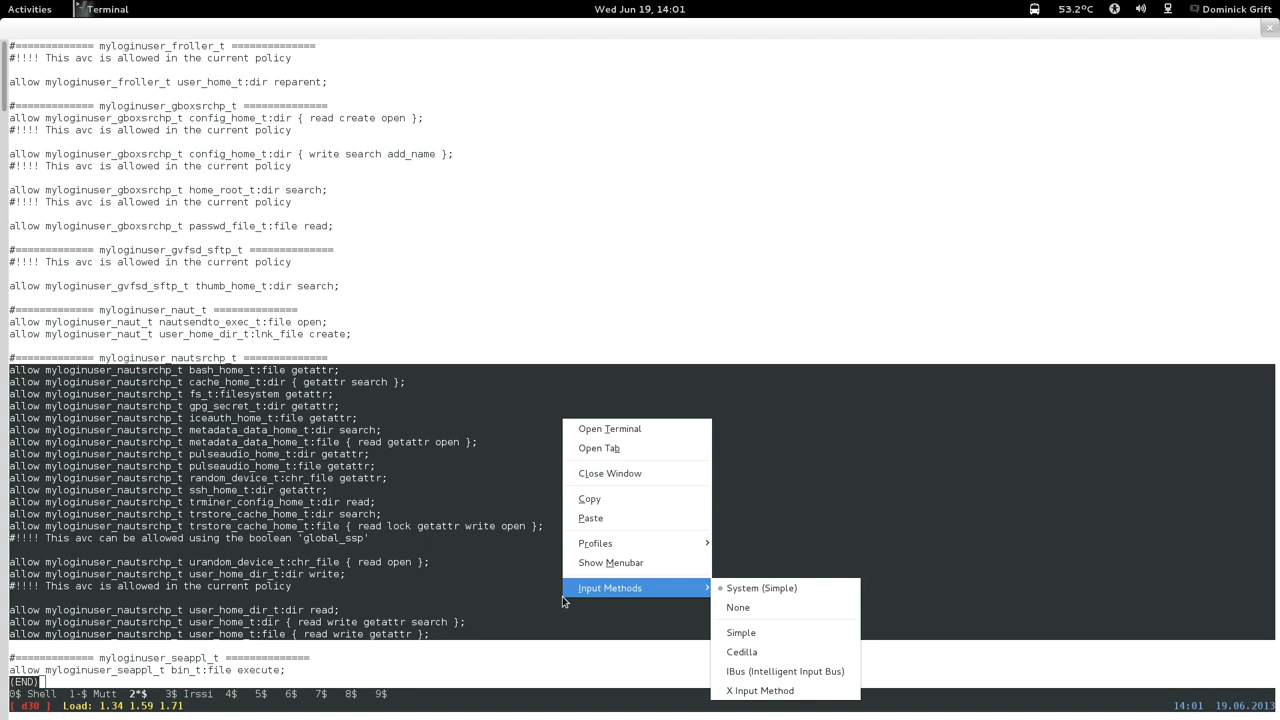 Activities Terminal Wed Jun 19, 14:01 53.2°C Dominick Grift
#============= myloginuser_froller_t ==============
#!!!! This avc is allowed in the current policy
allow myloginuser_froller_t user_home_t:dir reparent;
#============= myloginuser_gboxsrchp_t ==============
allow myloginuser_gboxsrchp_t config_home_t:dir { read create open };
#!!!! This avc is allowed in the current policy
allow myloginuser_gboxsrchp_t config_home_t:dir { write search add_name };
#!!!! This avc is allowed in the current policy
allow myloginuser_gboxsrchp_t home_root_t:dir search;
#!!!! This avc is allowed in the current policy
allow myloginuser_gboxsrchp_t passwd_file_t:file read;
#============= myloginuser_gvfsd_sftp_t ==============
#!!!! This avc is allowed in the current policy
allow myloginuser_gvfsd_sftp_t thumb_home_t:dir search;
#============= myloginuser_naut_t ==============
allow myloginuser_naut_t nautsendto_exec_t:file open;
allow myloginuser_naut_t user_home_dir_t:lnk_file create;
#============= myloginuser_nautsrchp_t ==============
allow myloginuser_nautsrchp_t bash_home_t:file getattr;
allow myloginuser_nautsrchp_t cache_home_t:dir { getattr search };
allow myloginuser_nautsrchp_t fs_t:filesystem getattr;
allow myloginuser_nautsrchp_t gpg_secret_t:dir getattr;
allow myloginuser_nautsrchp_t iceauth_home_t:file getattr;
allow myloginuser_nautsrchp_t metadata_data_home_t:dir search;
allow myloginuser_nautsrchp_t metadata_data_home_t:file { read getattr open };
allow myloginuser_nautsrchp_t pulseaudio_home_t:dir getattr;
allow myloginuser_nautsrchp_t pulseaudio_home_t:file getattr;
allow myloginuser_nautsrchp_t random_device_t:chr_file getattr;
allow myloginuser_nautsrchp_t ssh_home_t:dir getattr;
allow myloginuser_nautsrchp_t trminer_config_home_t:dir read;
allow myloginuser_nautsrchp_t trstore_cache_home_t:dir search;
allow myloginuser_nautsrchp_t trstore_cache_home_t:file { read lock getattr write open };
#!!!! This avc can be allowed using the boolean 'global_ssp'
allow myloginuser_nautsrchp_t urandom_device_t:chr_file { read open };
allow myloginuser_nautsrchp_t user_home_dir_t:dir write;
#!!!! This avc is allowed in the current policy
allow myloginuser_nautsrchp_t user_home_dir_t:dir read;
allow myloginuser_nautsrchp_t user_home_t:dir { read write getattr search };
allow myloginuser_nautsrchp_t user_home_t:file { read write getattr };
#============= myloginuser_seappl_t ==============
allow myloginuser_seappl_t bin_t:file execute;
(END)
0$ Shell 1-$ Mutt 2*$ 3$ Irssi 4$ 5$ 6$ 7$ 8$ 9$
[ d30 ] Load: 1.34 1.59 1.71 14:01 19.06.2013
Open Terminal
Open Tab
Close Window
Copy
Paste
Profiles
Show Menubar
Input Methods
System (Simple)
None
Simple
Cedilla
IBus (Intelligent Input Bus)
X Input Method